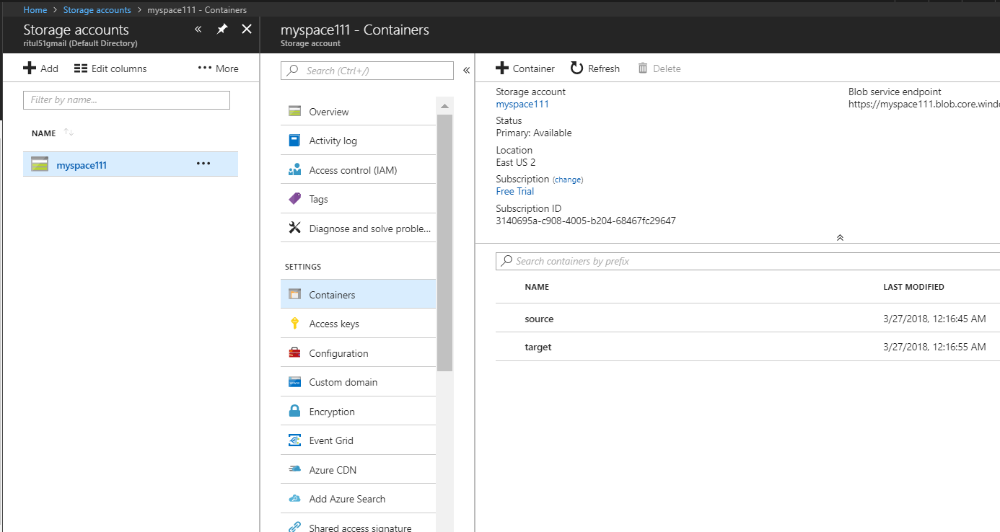 Home > Storage accounts > myspace111 - Containers
Storage accounts
ritul51gmail (Default Directory)
Add Edit columns ••• More
Filter by name...
NAME
myspace111 •••
myspace111 - Containers
Storage account
Search (Ctrl+/)
Overview
Activity log
Access control (IAM)
Tags
Diagnose and solve proble...
SETTINGS
Containers
Access keys
Configuration
Custom domain
Encryption
Event Grid
Azure CDN
Add Azure Search
Shared access signature
Container Refresh Delete
Storage account
myspace111
Status
Primary: Available
Location
East US 2
Subscription (change)
Free Trial
Subscription ID
3140695a-c908-4005-b204-68467fc29647
Blob service endpoint
https://myspace111.blob.core.windo
Search containers by prefix
NAME LAST MODIFIED
source 3/27/2018, 12:16:45 AM
target 3/27/2018, 12:16:55 AM